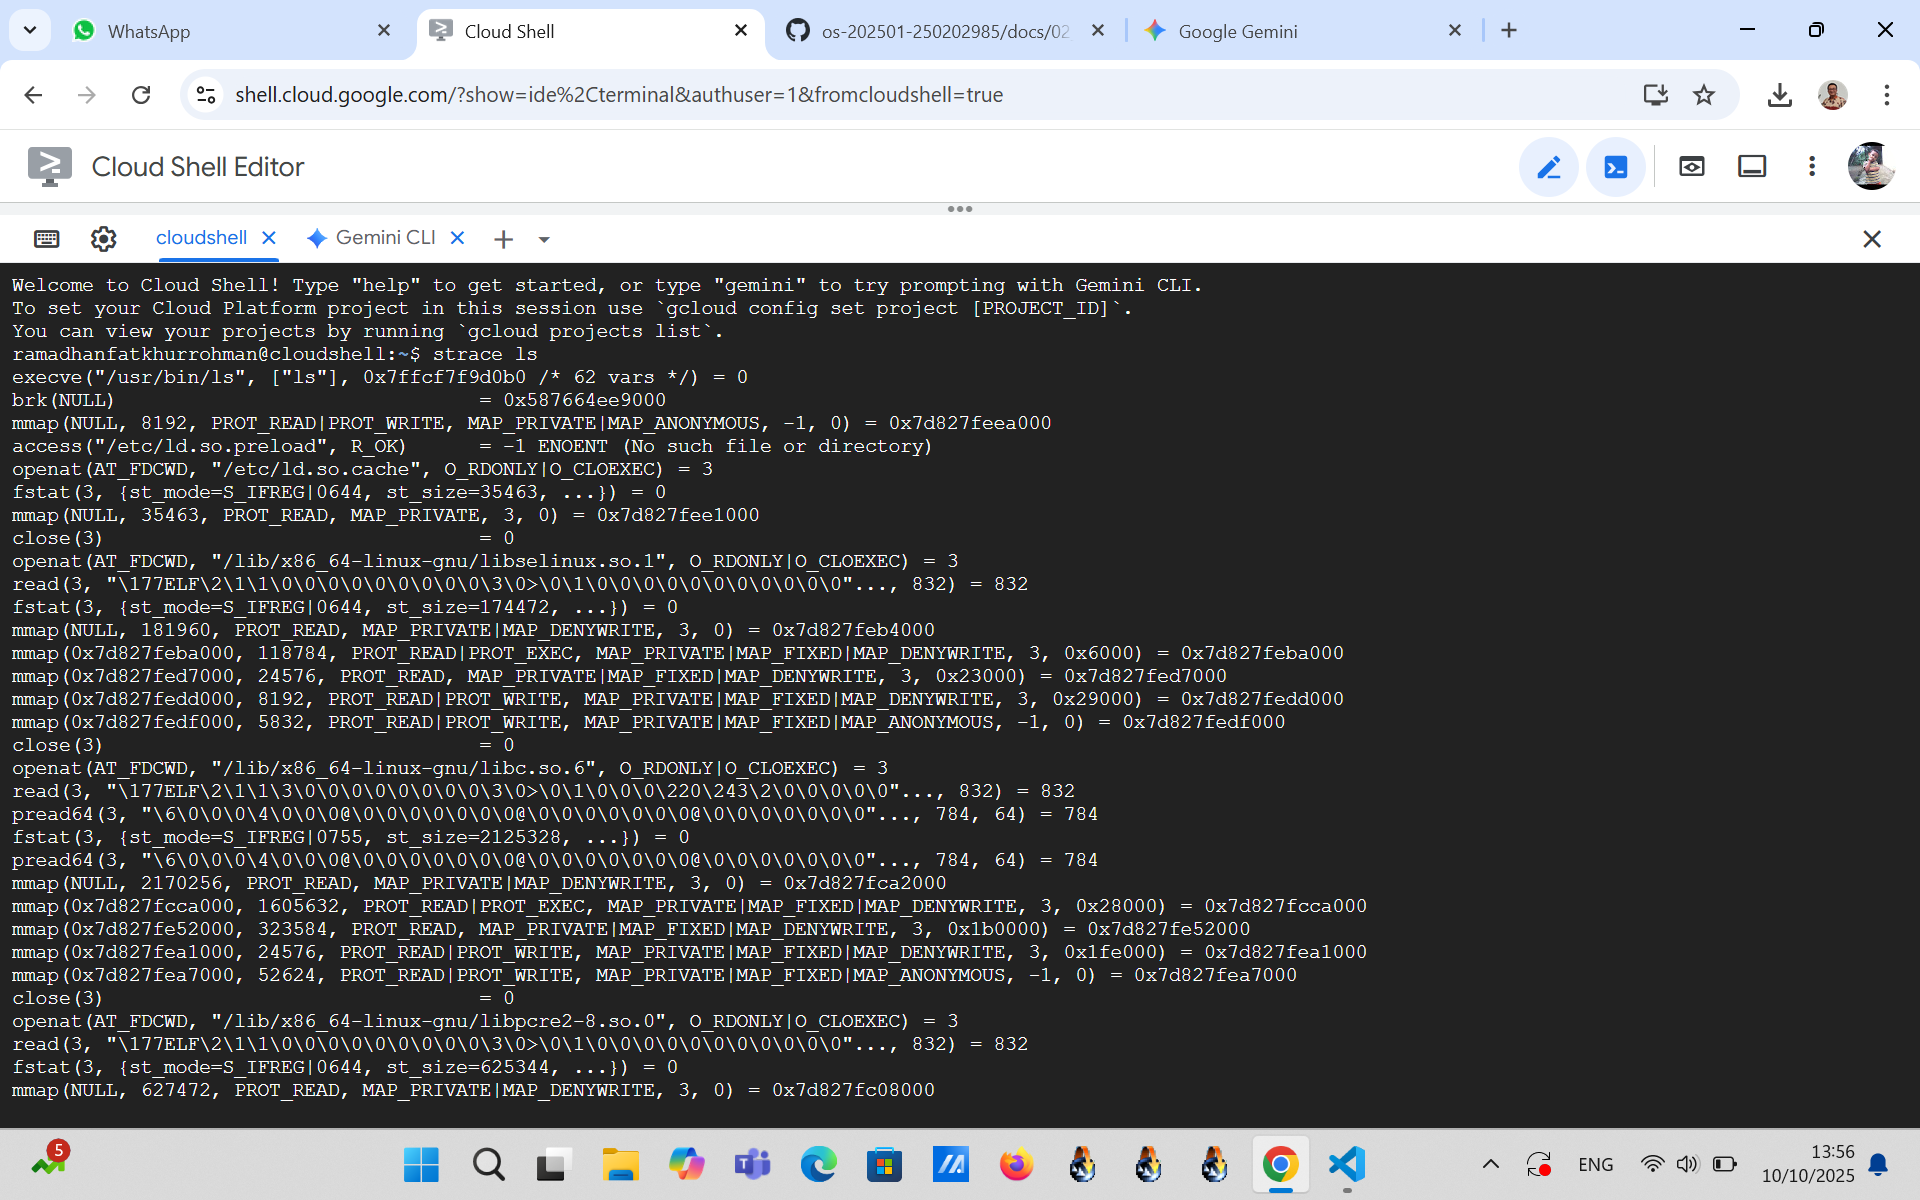 WhatsApp
Cloud Shell
os-202501-250202985/docs/02
Google Gemini
shell.cloud.google.com/?show=ide%2Cterminal&authuser=1&fromcloudshell=true
Cloud Shell Editor
cloudshell
Gemini CLI
Welcome to Cloud Shell! Type "help" to get started, or type "gemini" to try prompting with Gemini CLI.
To set your Cloud Platform project in this session use `gcloud config set project [PROJECT_ID]`.
You can view your projects by running `gcloud projects list`.
ramadhanfatkhurrohman@cloudshell:~$ strace ls
execve("/usr/bin/ls", ["ls"], 0x7ffcf7f9d0b0 /* 62 vars */) = 0
brk(NULL)                               = 0x587664ee9000
mmap(NULL, 8192, PROT_READ|PROT_WRITE, MAP_PRIVATE|MAP_ANONYMOUS, -1, 0) = 0x7d827feea000
access("/etc/ld.so.preload", R_OK)      = -1 ENOENT (No such file or directory)
openat(AT_FDCWD, "/etc/ld.so.cache", O_RDONLY|O_CLOEXEC) = 3
fstat(3, {st_mode=S_IFREG|0644, st_size=35463, ...}) = 0
mmap(NULL, 35463, PROT_READ, MAP_PRIVATE, 3, 0) = 0x7d827fee1000
close(3)                                = 0
openat(AT_FDCWD, "/lib/x86_64-linux-gnu/libselinux.so.1", O_RDONLY|O_CLOEXEC) = 3
read(3, "\177ELF\2\1\1\0\0\0\0\0\0\0\0\0\3\0>\0\1\0\0\0\0\0\0\0\0\0\0\0"..., 832) = 832
fstat(3, {st_mode=S_IFREG|0644, st_size=174472, ...}) = 0
mmap(NULL, 181960, PROT_READ, MAP_PRIVATE|MAP_DENYWRITE, 3, 0) = 0x7d827feb4000
mmap(0x7d827feba000, 118784, PROT_READ|PROT_EXEC, MAP_PRIVATE|MAP_FIXED|MAP_DENYWRITE, 3, 0x6000) = 0x7d827feba000
mmap(0x7d827fed7000, 24576, PROT_READ, MAP_PRIVATE|MAP_FIXED|MAP_DENYWRITE, 3, 0x23000) = 0x7d827fed7000
mmap(0x7d827fedd000, 8192, PROT_READ|PROT_WRITE, MAP_PRIVATE|MAP_FIXED|MAP_DENYWRITE, 3, 0x29000) = 0x7d827fedd000
mmap(0x7d827fedf000, 5832, PROT_READ|PROT_WRITE, MAP_PRIVATE|MAP_FIXED|MAP_ANONYMOUS, -1, 0) = 0x7d827fedf000
close(3)                                = 0
openat(AT_FDCWD, "/lib/x86_64-linux-gnu/libc.so.6", O_RDONLY|O_CLOEXEC) = 3
read(3, "\177ELF\2\1\1\3\0\0\0\0\0\0\0\0\3\0>\0\1\0\0\0\220\243\2\0\0\0\0\0"..., 832) = 832
pread64(3, "\6\0\0\0\4\0\0\0@\0\0\0\0\0\0\0@\0\0\0\0\0\0\0@\0\0\0\0\0\0\0"..., 784, 64) = 784
fstat(3, {st_mode=S_IFREG|0755, st_size=2125328, ...}) = 0
pread64(3, "\6\0\0\0\4\0\0\0@\0\0\0\0\0\0\0@\0\0\0\0\0\0\0@\0\0\0\0\0\0\0"..., 784, 64) = 784
mmap(NULL, 2170256, PROT_READ, MAP_PRIVATE|MAP_DENYWRITE, 3, 0) = 0x7d827fca2000
mmap(0x7d827fcca000, 1605632, PROT_READ|PROT_EXEC, MAP_PRIVATE|MAP_FIXED|MAP_DENYWRITE, 3, 0x28000) = 0x7d827fcca000
mmap(0x7d827fe52000, 323584, PROT_READ, MAP_PRIVATE|MAP_FIXED|MAP_DENYWRITE, 3, 0x1b0000) = 0x7d827fe52000
mmap(0x7d827fea1000, 24576, PROT_READ|PROT_WRITE, MAP_PRIVATE|MAP_FIXED|MAP_DENYWRITE, 3, 0x1fe000) = 0x7d827fea1000
mmap(0x7d827fea7000, 52624, PROT_READ|PROT_WRITE, MAP_PRIVATE|MAP_FIXED|MAP_ANONYMOUS, -1, 0) = 0x7d827fea7000
close(3)                                = 0
openat(AT_FDCWD, "/lib/x86_64-linux-gnu/libpcre2-8.so.0", O_RDONLY|O_CLOEXEC) = 3
read(3, "\177ELF\2\1\1\0\0\0\0\0\0\0\0\0\3\0>\0\1\0\0\0\0\0\0\0\0\0\0\0"..., 832) = 832
fstat(3, {st_mode=S_IFREG|0644, st_size=625344, ...}) = 0
mmap(NULL, 627472, PROT_READ, MAP_PRIVATE|MAP_DENYWRITE, 3, 0) = 0x7d827fc08000
5
ENG
13:56
10/10/2025